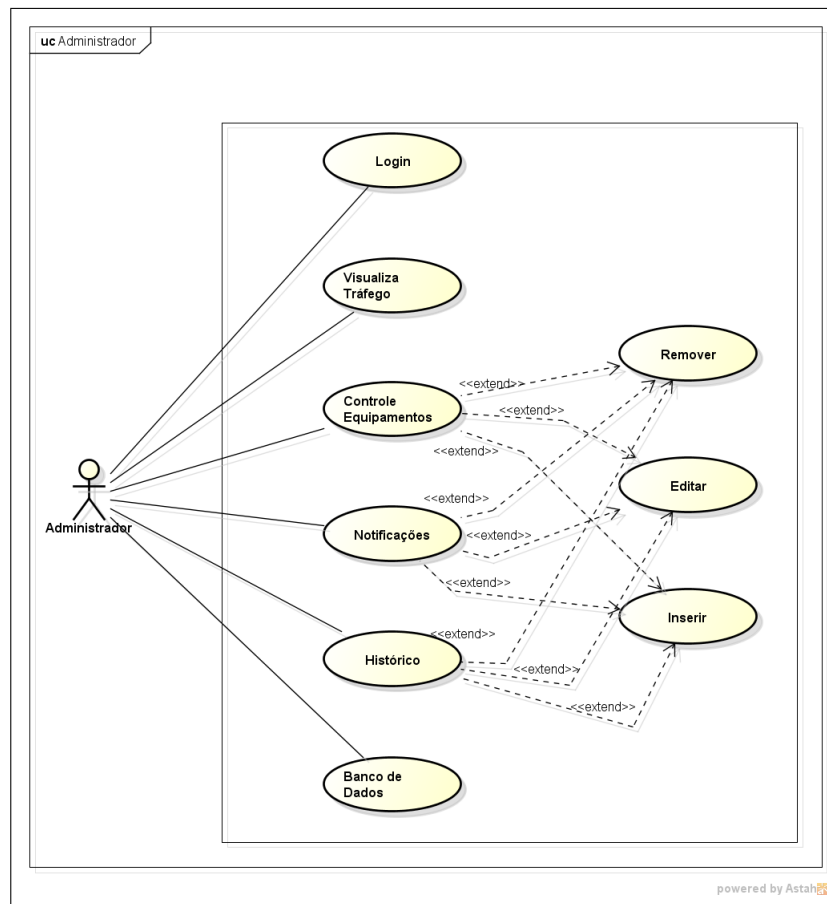 uc Administrador
Login
Visualiza
Tráfego
Remover
<<extend>>
Controle
Equipamentos
<<extend>>
<<extend>>
Editar
<<extend>>
Administrador
Notificações
<<extend>>
<<extend>>
Inserir
<<extend>>
Histórico
<<extend>>
<<extend>>
Banco de
Dados
powered by Astah